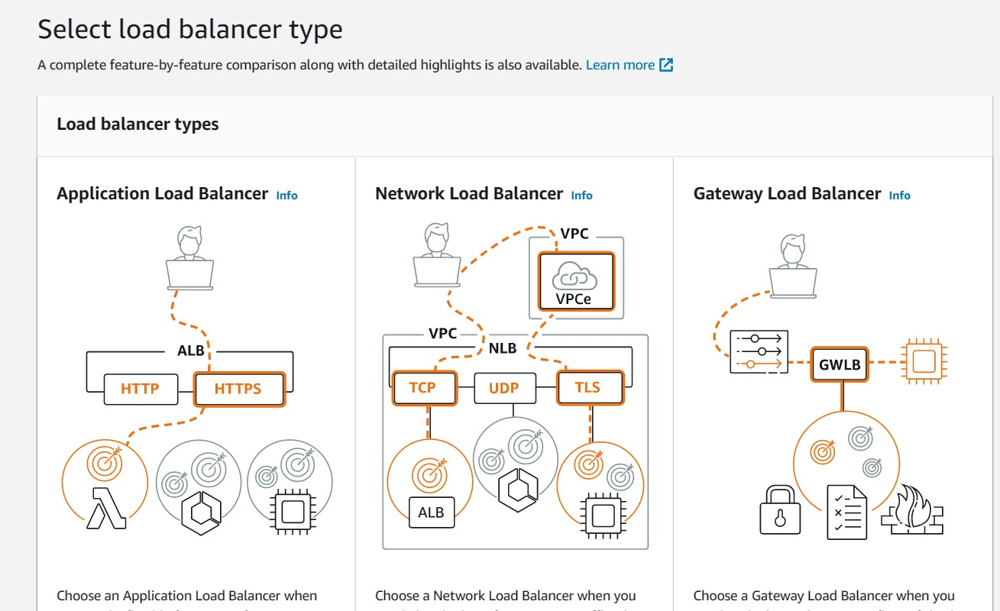 Select load balancer type
A complete feature-by-feature comparison along with detailed highlights is also available. Learn more
Load balancer types
Application Load Balancer Info
ALB
HTTP
HTTPS
Choose an Application Load Balancer when
Network Load Balancer Info
VPC
VPCe
VPC
NLB
TCP
UDP
TLS
ALB
Choose a Network Load Balancer when you
Gateway Load Balancer Info
GWLB
Choose a Gateway Load Balancer when you